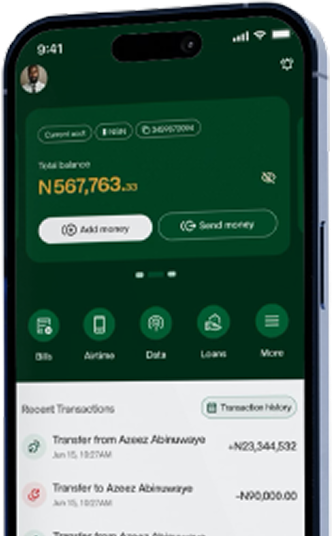 9:41
Current acct
NGN
Total balance
N567,763.33
Add money
Send money
Bills
Airtime
Data
Loans
More
Recent Transactions
Transaction history
Transfer from Azeez Abinuwaye
+N23,344,532
Jun 15, 10:27AM
Transfer to Azeez Abinuwaye
-N90,000.00
Jun 15, 10:27AM
Transfer from Azeez Abinuwaye